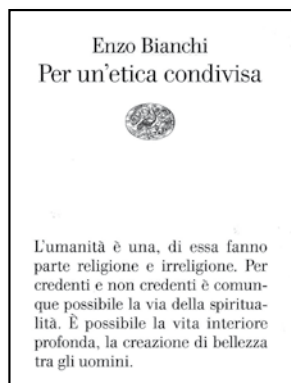 Enzo Bianchi
Per un'etica condivisa
L'umanità è una, di essa fanno
parte religione e irreligione. Per
credenti e non credenti è comun-
que possibile la via della spiritua-
lità. È possibile la vita interiore
profonda, la creazione di bellezza
tra gli uomini.